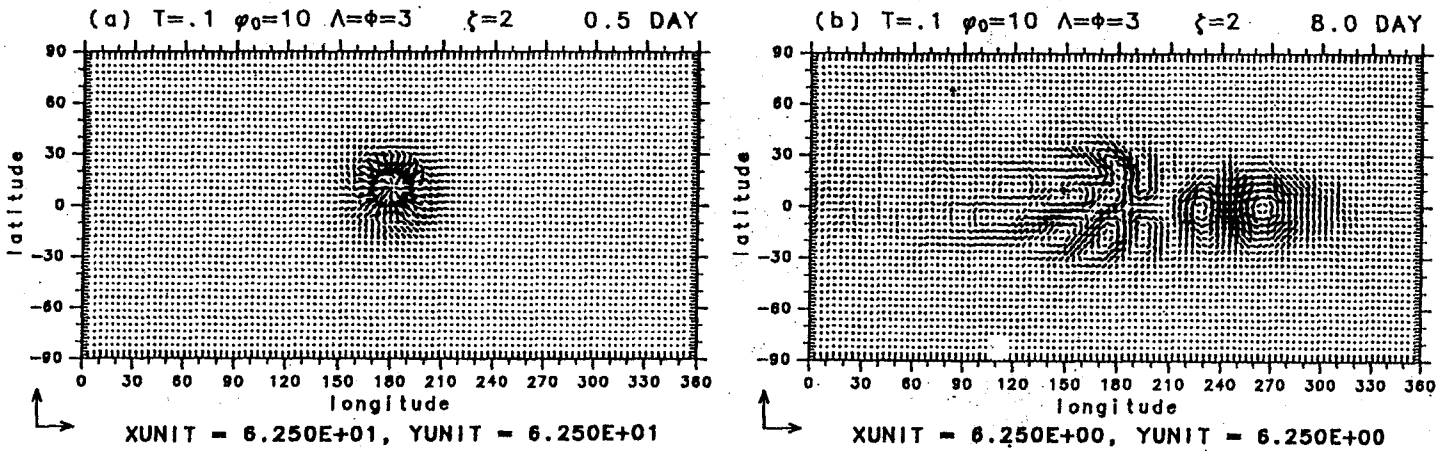 (a) T=.1 φ₀=10 Λ=Φ=3 ζ=2 0.5 DAY
90
60
30
0
-30
-60
-90
latitude
0 30 60 90 120 150 180 210 240 270 300 330 360
longitude
XUNIT = 6.250E+01, YUNIT = 6.250E+01
(b) T=.1 φ₀=10 Λ=Φ=3 ζ=2 8.0 DAY
90
60
30
0
-30
-60
-90
latitude
0 30 60 90 120 150 180 210 240 270 300 330 360
longitude
XUNIT = 6.250E+00, YUNIT = 6.250E+00